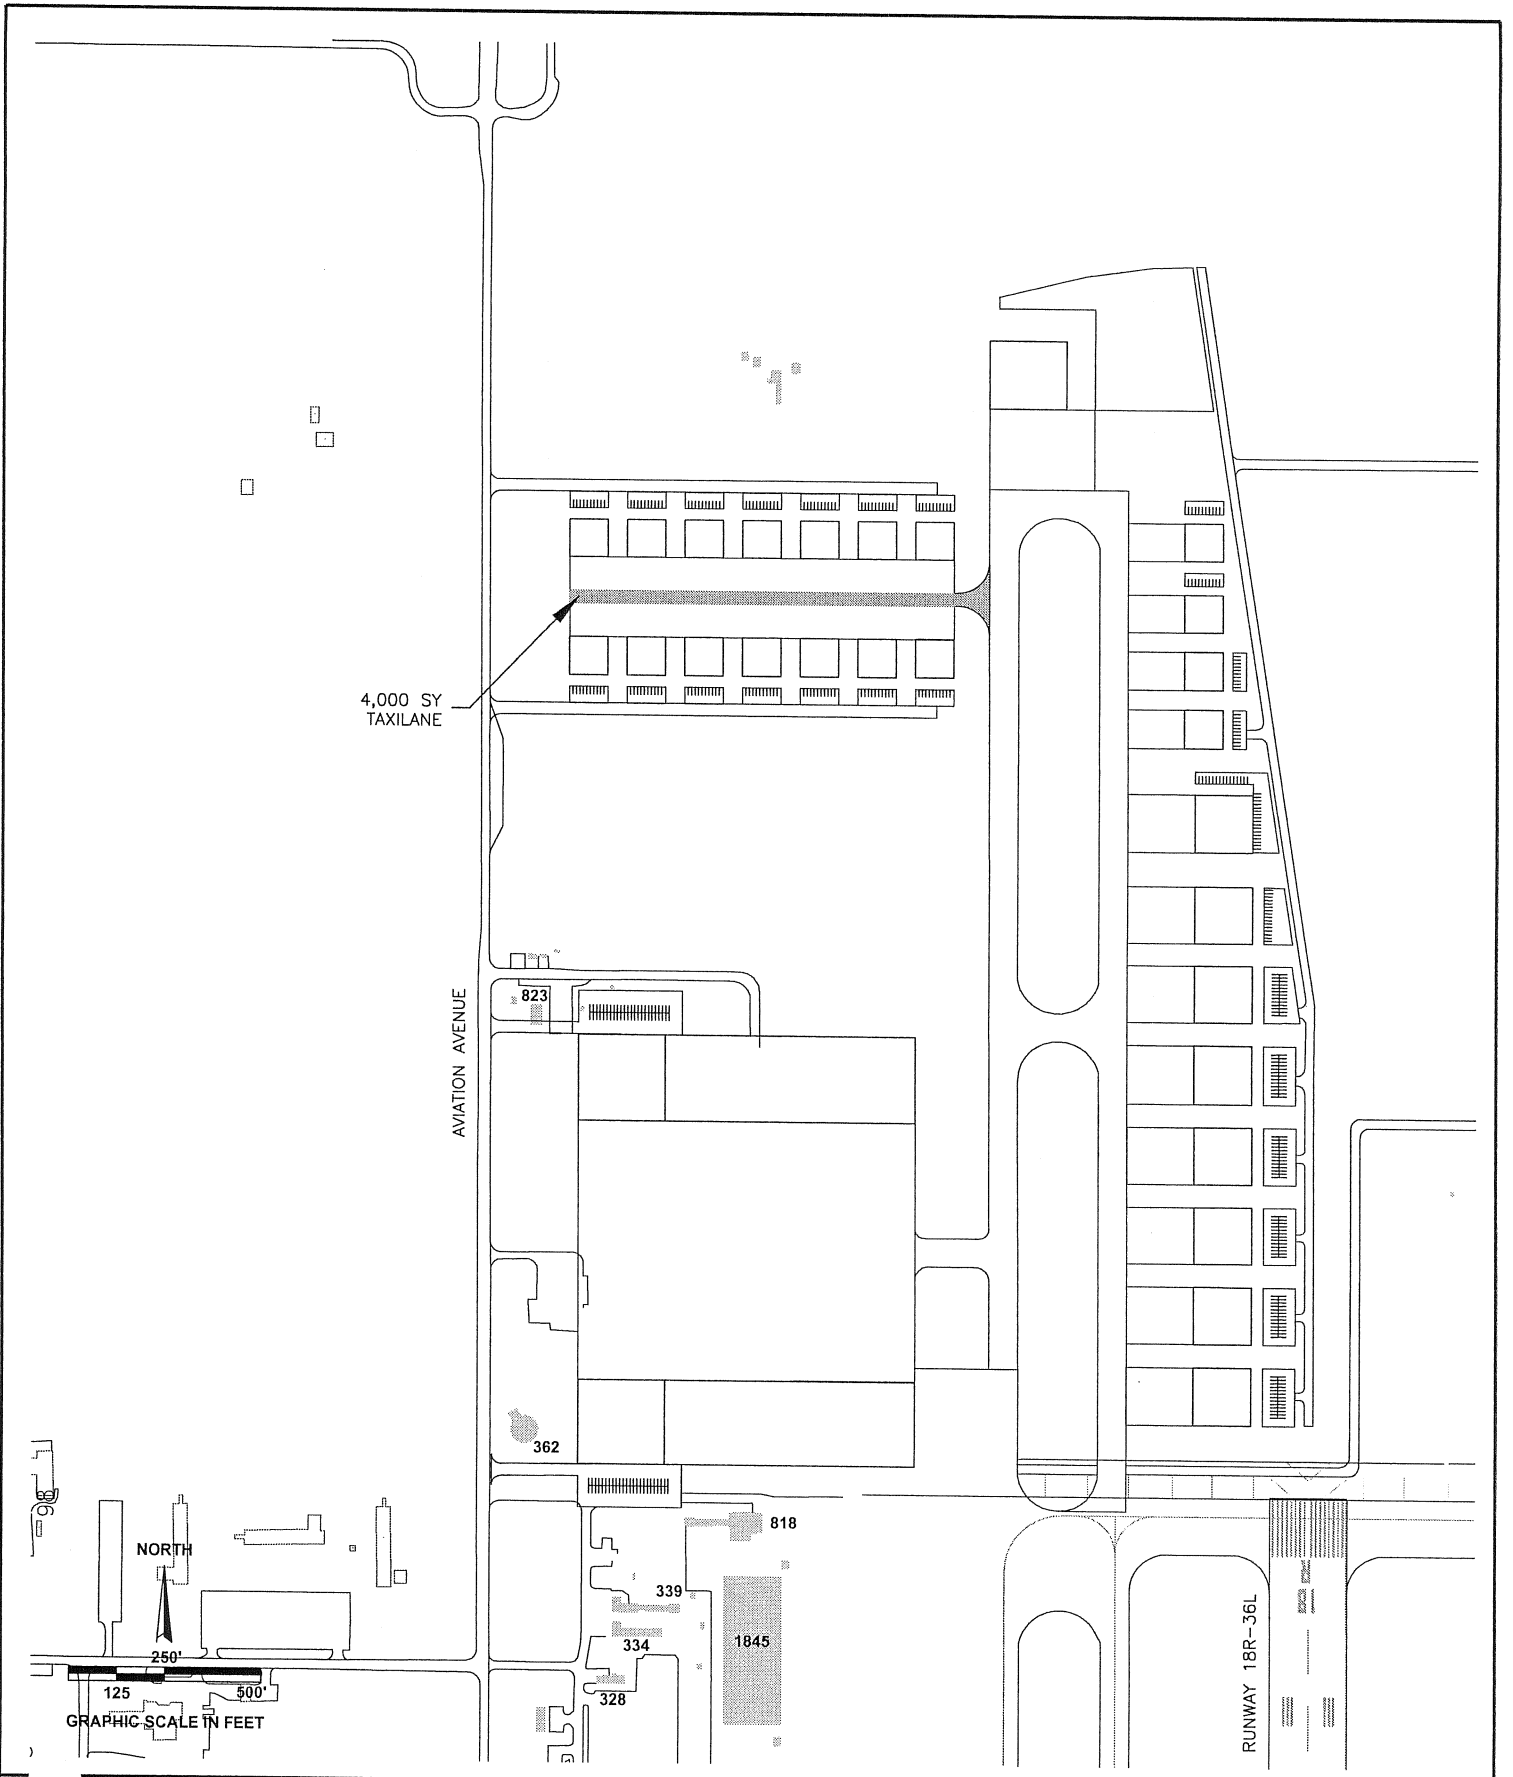 4,000 SY
TAXILANE
823
AVIATION AVENUE
362
98
818
NORTH
339
334
1845
250'
125
500'
328
GRAPHIC SCALE IN FEET
RUNWAY 18R-36L